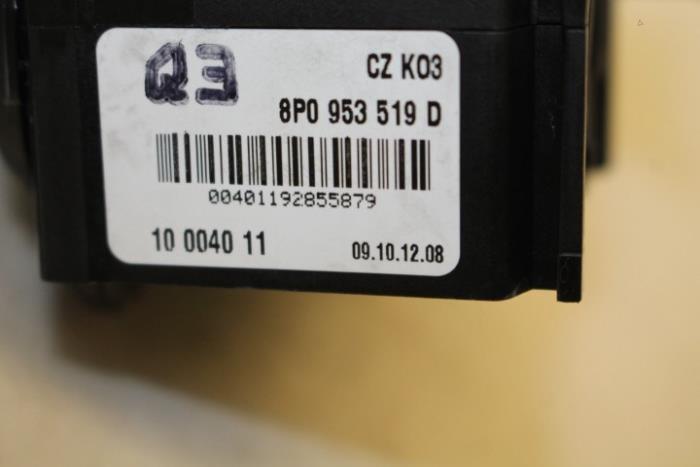 Q3
CZ K03
8P0 953 519 D
00401192855879
10 0040 11
09.10.12.08